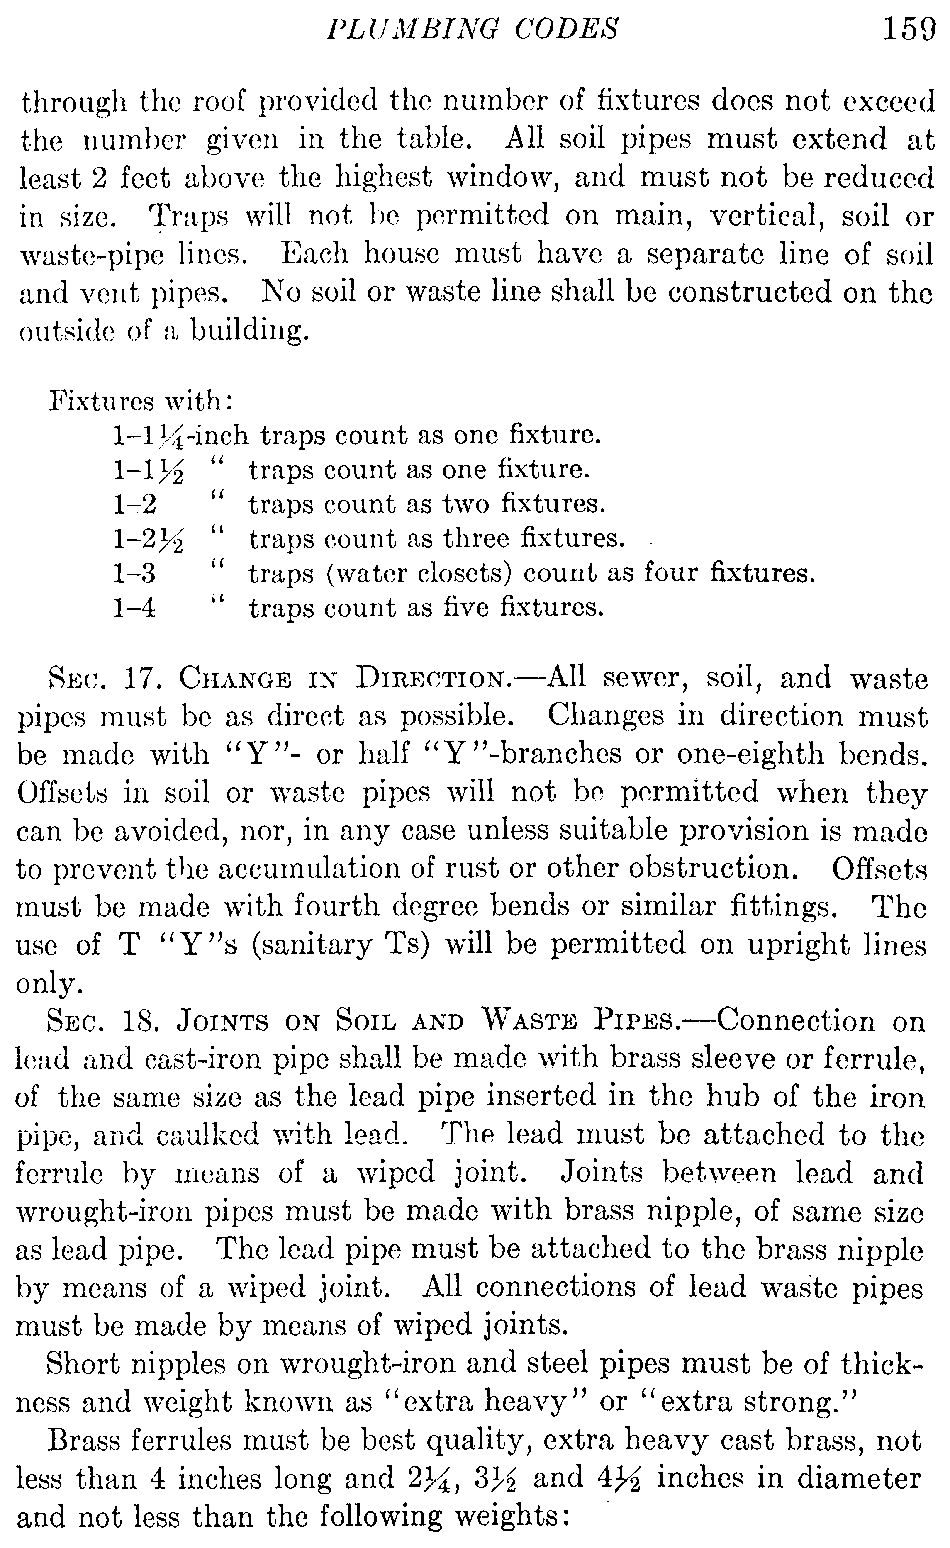 PLUMBING CODES 159
through the roof provided the number of fixtures does not exceed
the number given in the table. All soil pipes must extend at
least 2 feet above the highest window, and must not be reduced
in size. Traps will not be permitted on main, vertical, soil or
waste-pipe lines. Each house must have a separate line of soil
and vent pipes. No soil or waste line shall be constructed on the
outside of a building.
Fixtures with:
1–1¼-inch traps count as one fixture.
1–1½ “ traps count as one fixture.
1–2 “ traps count as two fixtures.
1–2½ “ traps count as three fixtures.
1–3 “ traps (water closets) count as four fixtures.
1–4 “ traps count as five fixtures.
SEC. 17. CHANGE IN DIRECTION.—All sewer, soil, and waste
pipes must be as direct as possible. Changes in direction must
be made with “Y”- or half “Y”-branches or one-eighth bends.
Offsets in soil or waste pipes will not be permitted when they
can be avoided, nor, in any case unless suitable provision is made
to prevent the accumulation of rust or other obstruction. Offsets
must be made with fourth degree bends or similar fittings. The
use of T “Y”s (sanitary Ts) will be permitted on upright lines
only.
SEC. 18. JOINTS ON SOIL AND WASTE PIPES.—Connection on
lead and cast-iron pipe shall be made with brass sleeve or ferrule,
of the same size as the lead pipe inserted in the hub of the iron
pipe, and caulked with lead. The lead must be attached to the
ferrule by means of a wiped joint. Joints between lead and
wrought-iron pipes must be made with brass nipple, of same size
as lead pipe. The lead pipe must be attached to the brass nipple
by means of a wiped joint. All connections of lead waste pipes
must be made by means of wiped joints.
Short nipples on wrought-iron and steel pipes must be of thick-
ness and weight known as “extra heavy” or “extra strong.”
Brass ferrules must be best quality, extra heavy cast brass, not
less than 4 inches long and 2¼, 3½ and 4½ inches in diameter
and not less than the following weights: